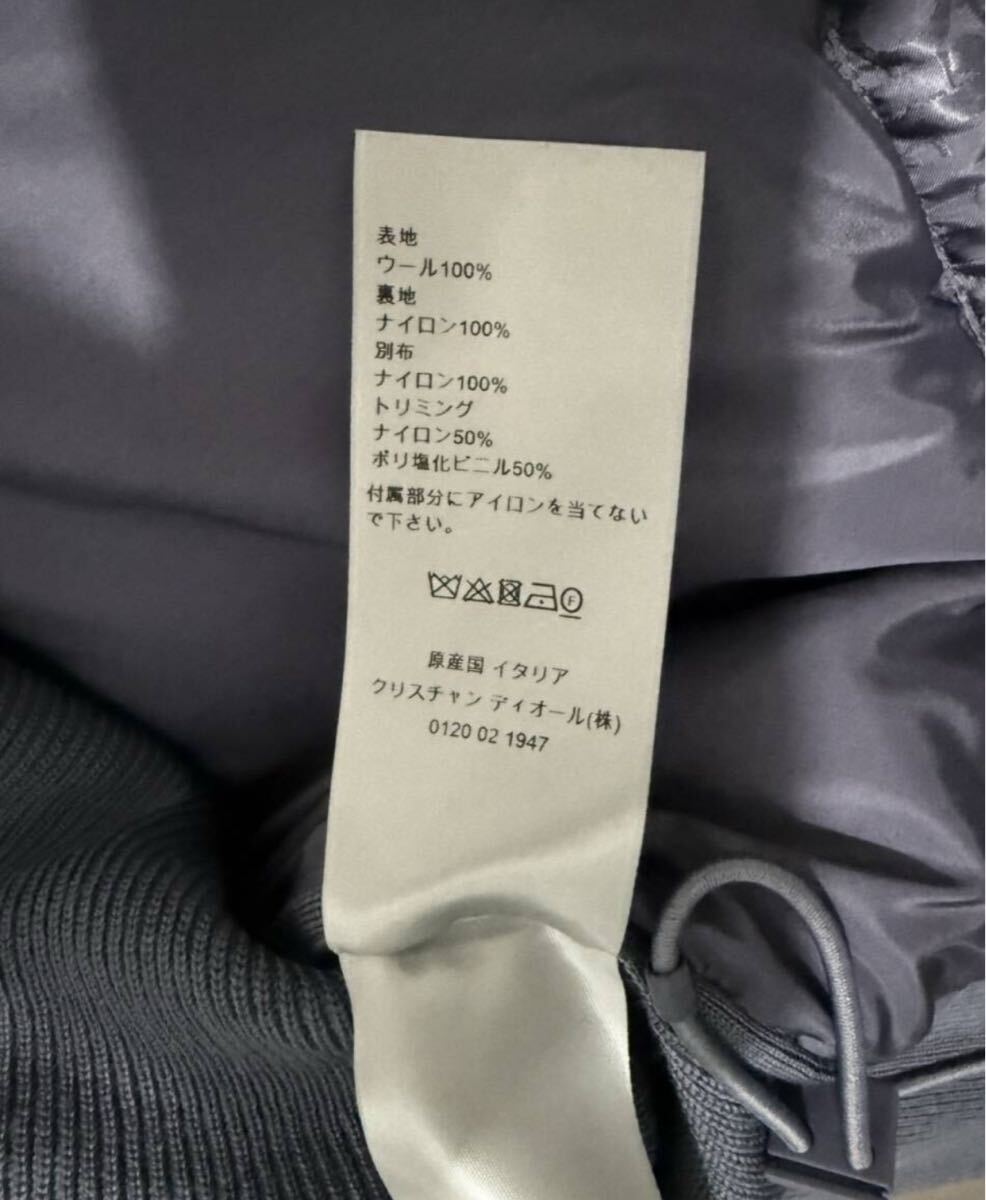 表地
ウール100%
裏地
ナイロン100%
別布
ナイロン100%
トリミング
ナイロン50%
ポリ塩化ビニル50%
付属部分にアイロンを当てない
で下さい。
F
原産国 イタリア
クリスチャン ディオール(株)
0120 02 1947